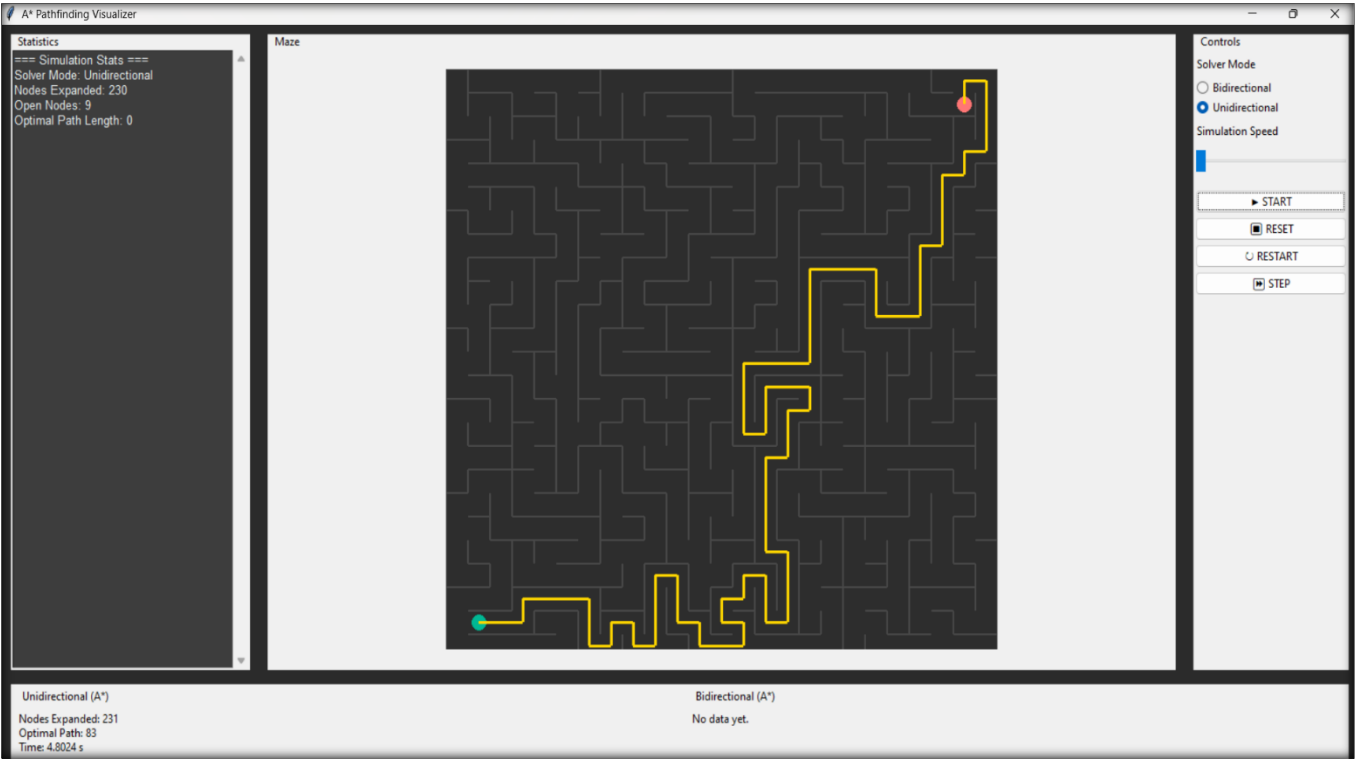 A* Pathfinding Visualizer
Statistics
=== Simulation Stats ===
Solver Mode: Unidirectional
Nodes Expanded: 230
Open Nodes: 9
Optimal Path Length: 0
Maze
Controls
Solver Mode
Bidirectional
Unidirectional
Simulation Speed
START
RESET
RESTART
STEP
Unidirectional (A*)
Nodes Expanded: 231
Optimal Path: 83
Time: 4.8024 s
Bidirectional (A*)
No data yet.